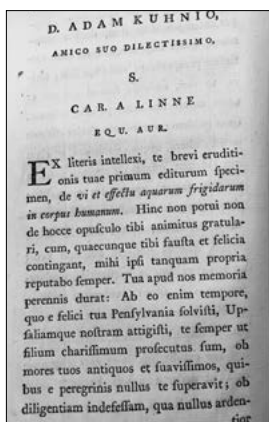 D. ADAM KUHNIO,
AMICO SUO DILECTISSIMO,
S.
CAR. A LINNE
EQU. AUR.
EX literis intellexi, te brevi eruditi-
onis tuae primum editurum ſpeci-
men, de vi et effectu aquarum frigidarum
in corpus humanum. Hinc non potui non
de hocce opuſculo tibi animitus gratula-
ri, cum, quaecunque tibi fauſta et felicia
contingant, mihi ipſi tanquam propria
reputabo ſemper. Tua apud nos memoria
perennis durat: Ab eo enim tempore,
quo e felici tua Penſylvania ſolviſti, Up-
ſaliamque noſtram attigiſti, te ſemper ut
filium chariſſimum proſecutus ſum, ob
mores tuos antiquos et ſuaviſſimos, qui-
bus e peregrinis nullus te ſuperavit; ob
diligentiam indefeſſam, qua nullus arden-
tior